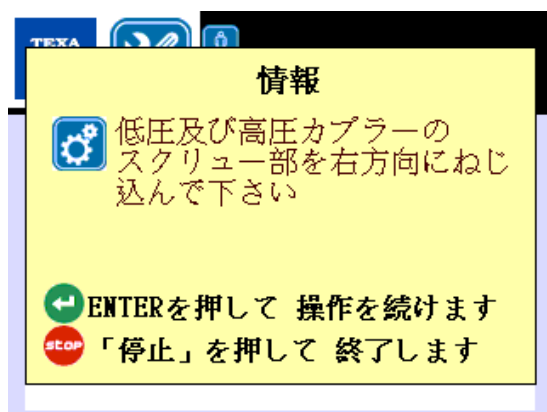 TEXA
情報
低圧及び高圧カプラーの
スクリュー部を右方向にねじ
込んで下さい
ENTERを押して 操作を続けます
stop
「停止」を押して 終了します